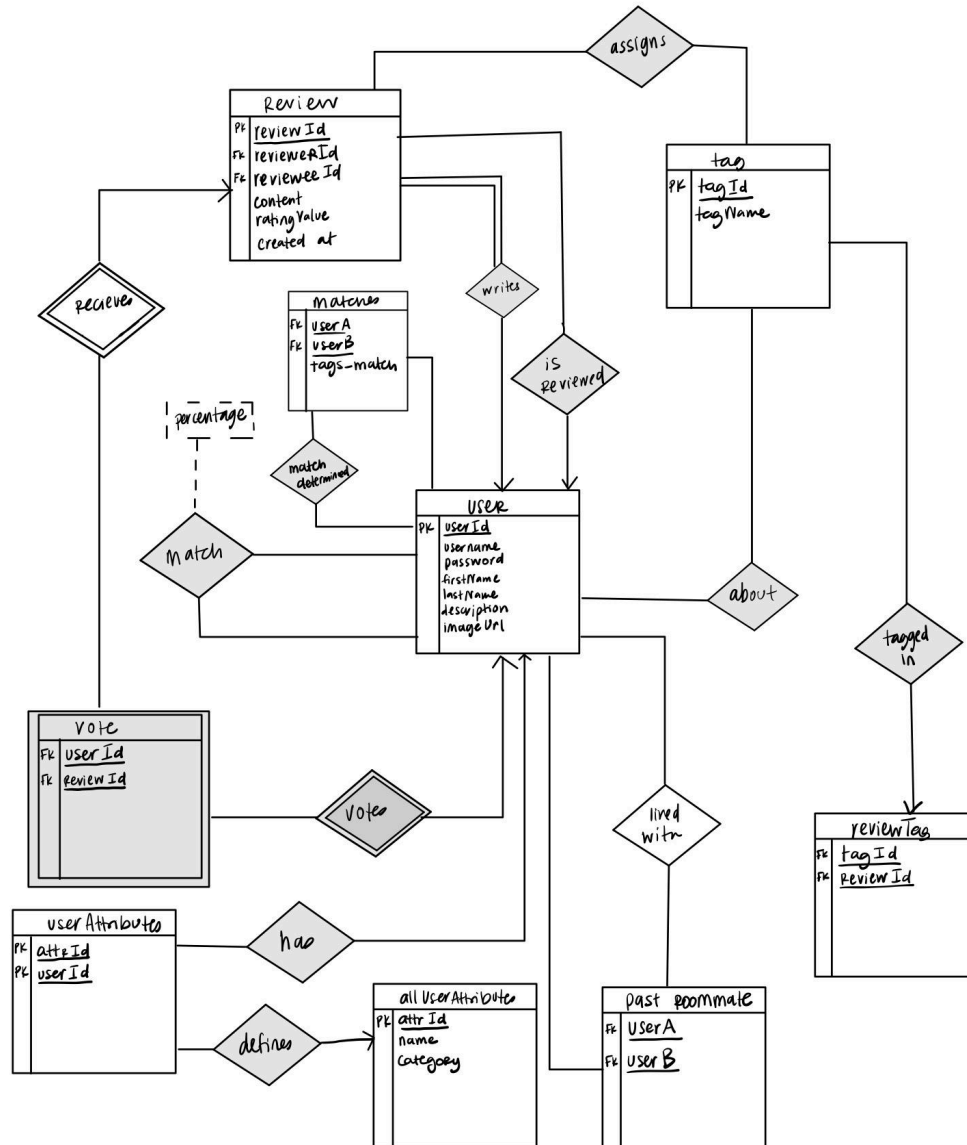 assigns
Review
PK reviewId
FK revieweRId
FK reviewee Id
content
ratingValue
created at
tag
PK tagId
tagName
Recieves
writes
matches
FK userA
FK userB
tags_match
is Reviewed
percentage
match determined
Match
user
PK userId
username
password
firstName
lastName
description
imageUrl
about
tagged in
vote
FK userId
FK ReviewId
votes
lived with
reviewTag
FK tagId
FK ReviewId
userAttributes
PK attrId
PK userId
has
defines
allUserAttributes
PK attrId
name
category
past roommate
FK userA
FK userB